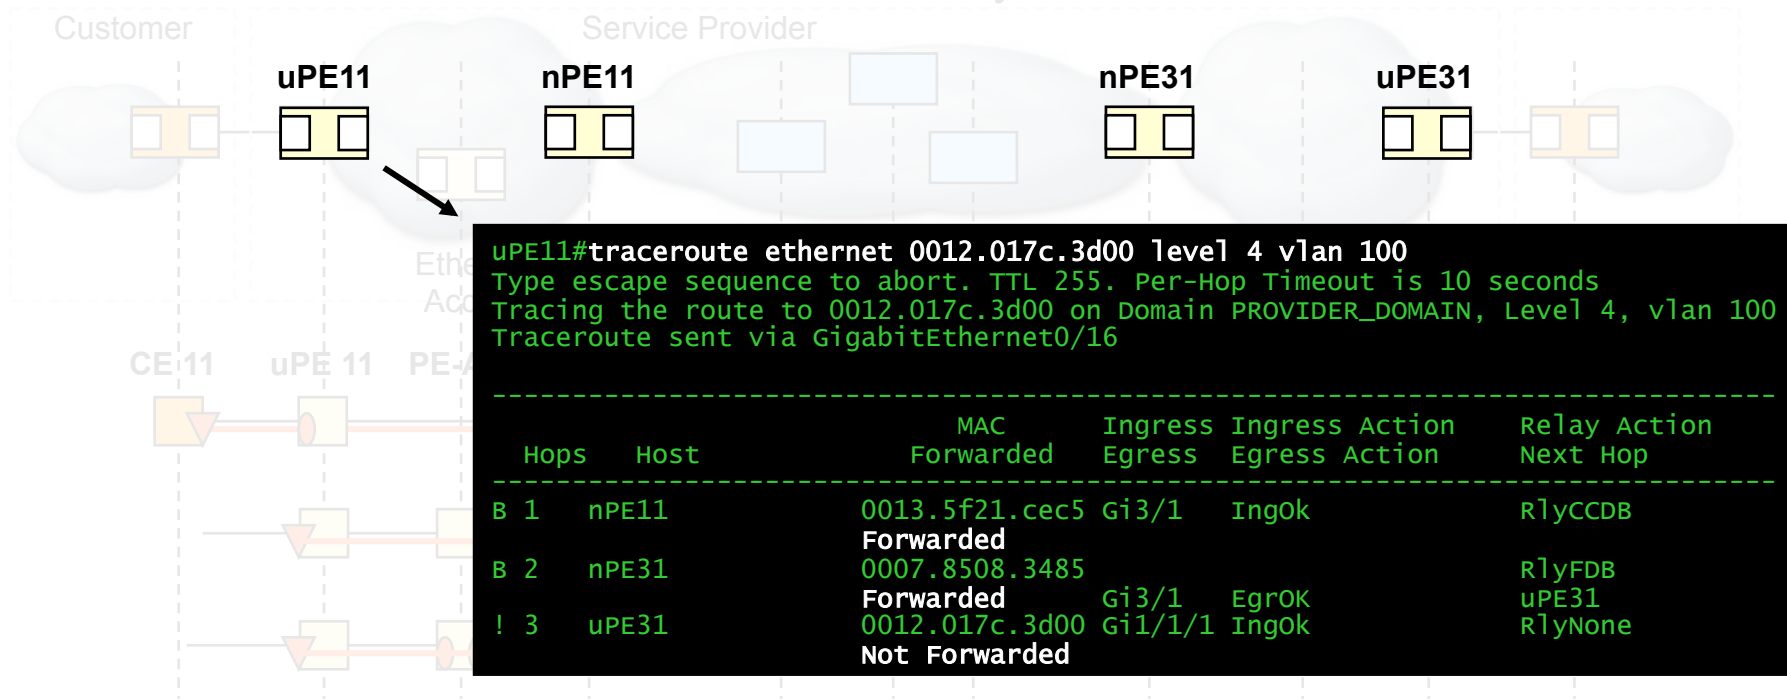 Customer
Service Provider
uPE11 nPE11 nPE31 uPE31
uPE11#traceroute ethernet 0012.017c.3d00 level 4 vlan 100
Type escape sequence to abort. TTL 255. Per-Hop Timeout is 10 seconds
Tracing the route to 0012.017c.3d00 on Domain PROVIDER_DOMAIN, Level 4, vlan 100
Traceroute sent via GigabitEthernet0/16
--------------------------------------------------------------------------------
MAC Ingress Ingress Action Relay Action
Hops Host Forwarded Egress Egress Action Next Hop
--------------------------------------------------------------------------------
B 1 nPE11 0013.5f21.cec5 Gi3/1 IngOk RlyCCDB
Forwarded
B 2 nPE31 0007.8508.3485 RlyFDB
Forwarded Gi3/1 EgrOK uPE31
! 3 uPE31 0012.017c.3d00 Gi1/1/1 IngOk RlyNone
Not Forwarded
CE 11 uPE 11